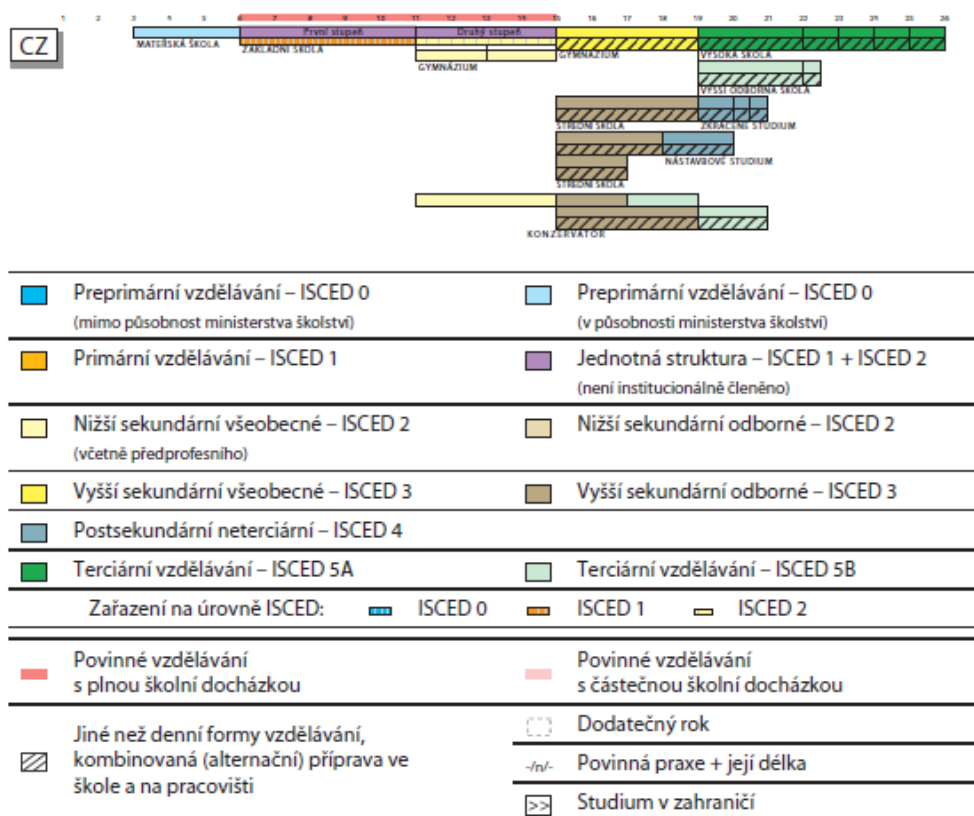 1 2 3 4 5 6 7 8 9 10 11 12 13 14 15 16 17 18 19 20 21 22 23 24 25 26
CZ
První stupeň Druhý stupeň
MATEŘSKÁ ŠKOLA ZÁKLADNÍ ŠKOLA GYMNÁZIUM VYSOKÁ ŠKOLA
GYMNÁZIUM
VYŠŠÍ ODBORNÁ ŠKOLA
STŘEDNÍ ŠKOLA ZKRÁCENÉ STUDIUM
NÁSTAVBOVÉ STUDIUM
STŘEDNÍ ŠKOLA
KONZERVATOŘ
Preprimární vzdělávání – ISCED 0
(mimo působnost ministerstva školství)
Preprimární vzdělávání – ISCED 0
(v působnosti ministerstva školství)
Primární vzdělávání – ISCED 1
Jednotná struktura – ISCED 1 + ISCED 2
(není institucionálně členěno)
Nižší sekundární všeobecné – ISCED 2
(včetně předprofesního)
Nižší sekundární odborné – ISCED 2
Vyšší sekundární všeobecné – ISCED 3
Vyšší sekundární odborné – ISCED 3
Postsekundární neterciární – ISCED 4
Terciární vzdělávání – ISCED 5A
Terciární vzdělávání – ISCED 5B
Zařazení na úrovně ISCED: ISCED 0 ISCED 1 ISCED 2
Povinné vzdělávání
s plnou školní docházkou
Povinné vzdělávání
s částečnou školní docházkou
Jiné než denní formy vzdělávání,
kombinovaná (alternační) příprava ve
škole a na pracovišti
Dodatečný rok
-/n/- Povinná praxe + její délka
>> Studium v zahraničí